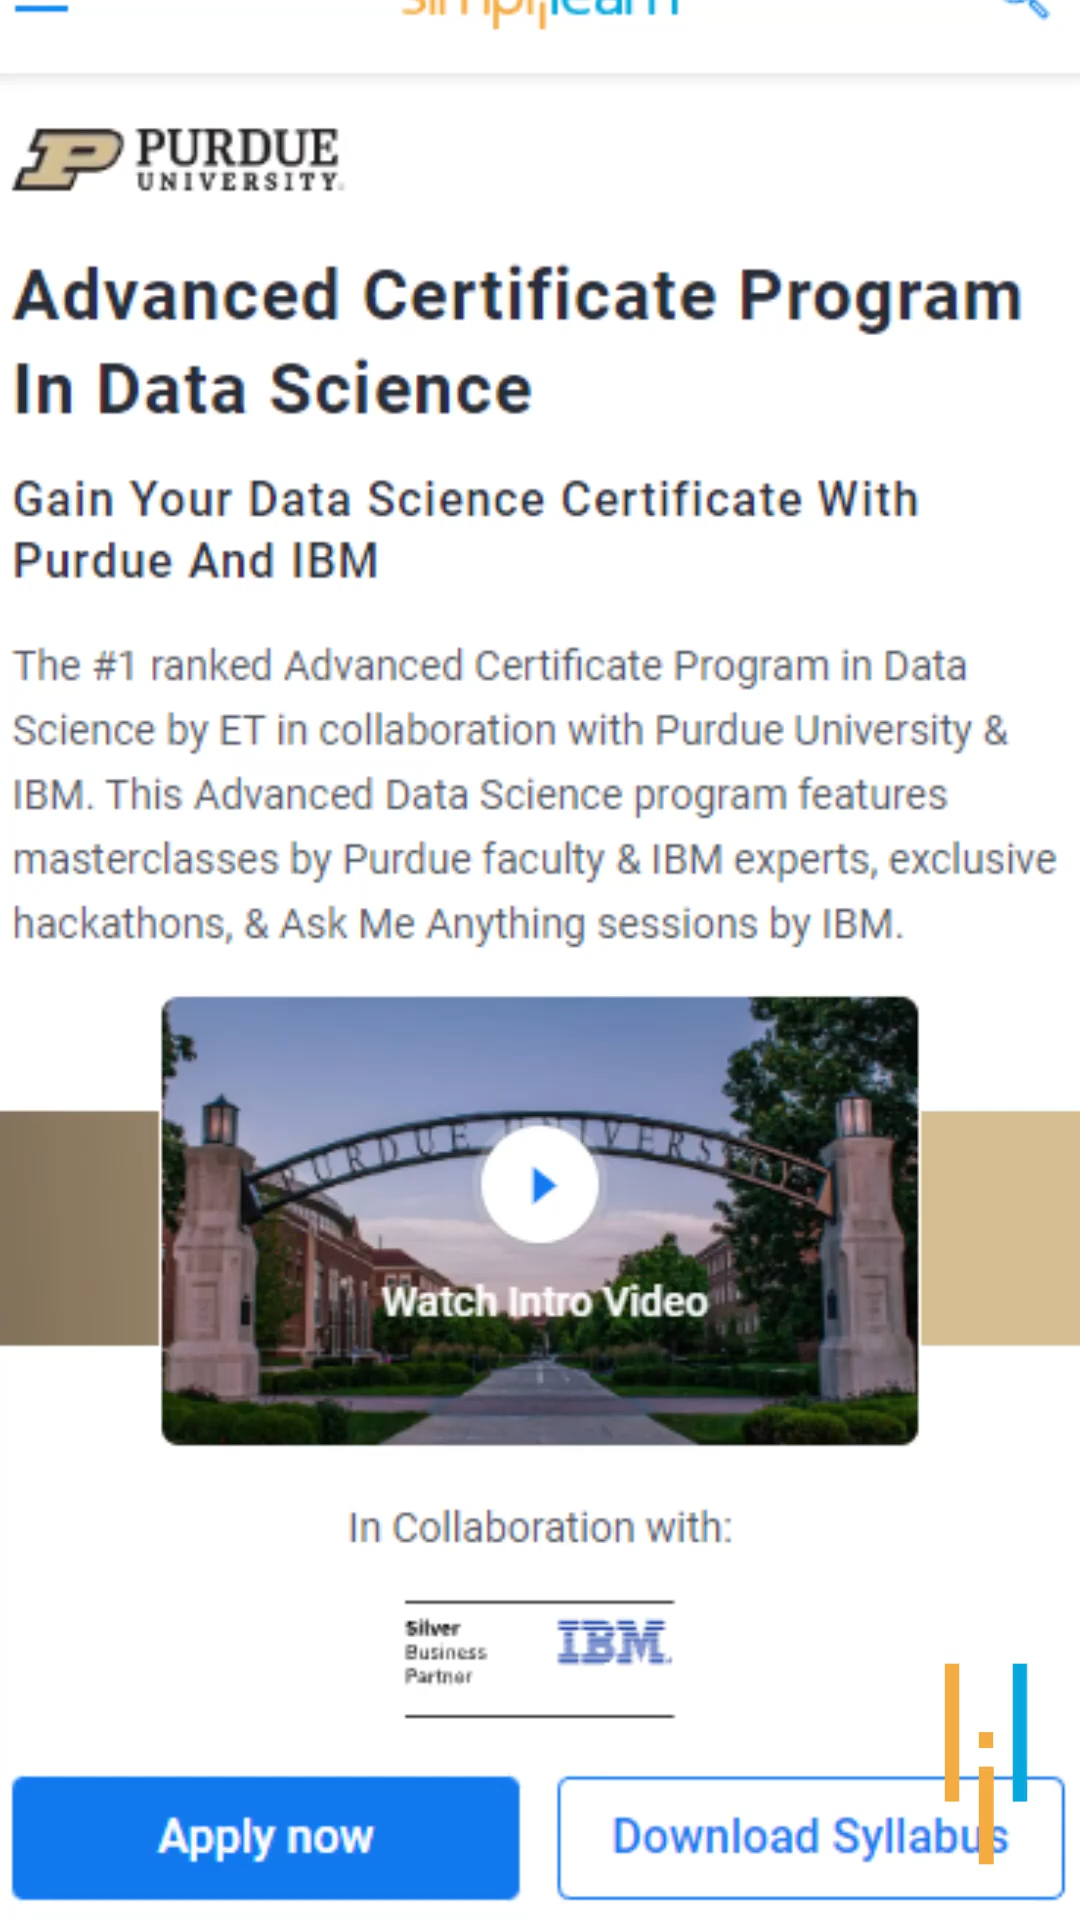 simplilearn
PURDUE
UNIVERSITY
Advanced Certificate Program
In Data Science
Gain Your Data Science Certificate With
Purdue And IBM
The #1 ranked Advanced Certificate Program in Data
Science by ET in collaboration with Purdue University &
IBM. This Advanced Data Science program features
masterclasses by Purdue faculty & IBM experts, exclusive
hackathons, & Ask Me Anything sessions by IBM.
PURDUE UNIVERSITY
Watch Intro Video
In Collaboration with:
Silver
Business
Partner
IBM
Apply now
Download Syllabus